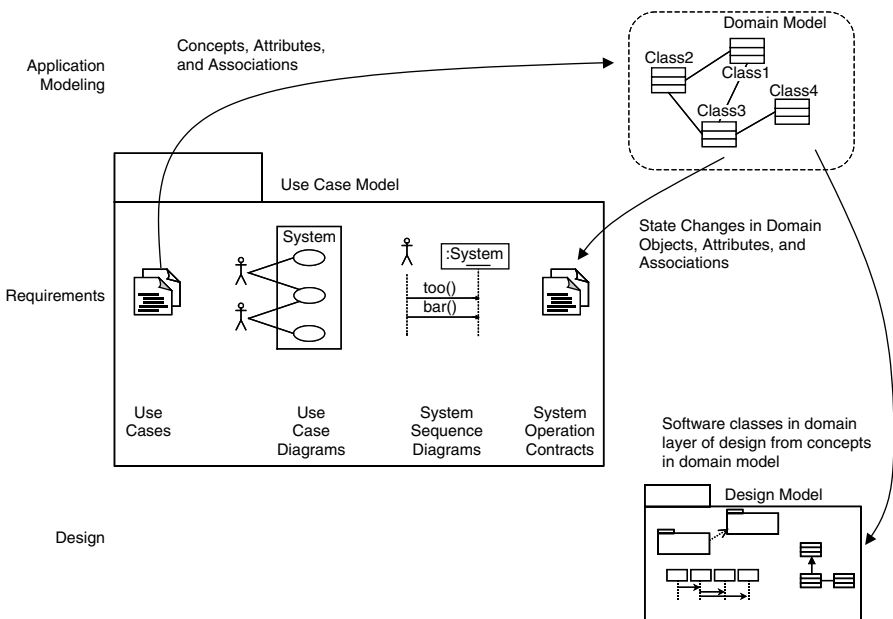 Domain Model
Concepts, Attributes,
and Associations
Application
Modeling
Class2
Class1
Class4
Class3
Use Case Model
State Changes in Domain
Objects, Attributes, and
Associations
System
:System
too()
bar()
Requirements
Use
Cases
Use
Case
Diagrams
System
Sequence
Diagrams
System
Operation
Contracts
Software classes in domain
layer of design from concepts
in domain model
Design Model
Design